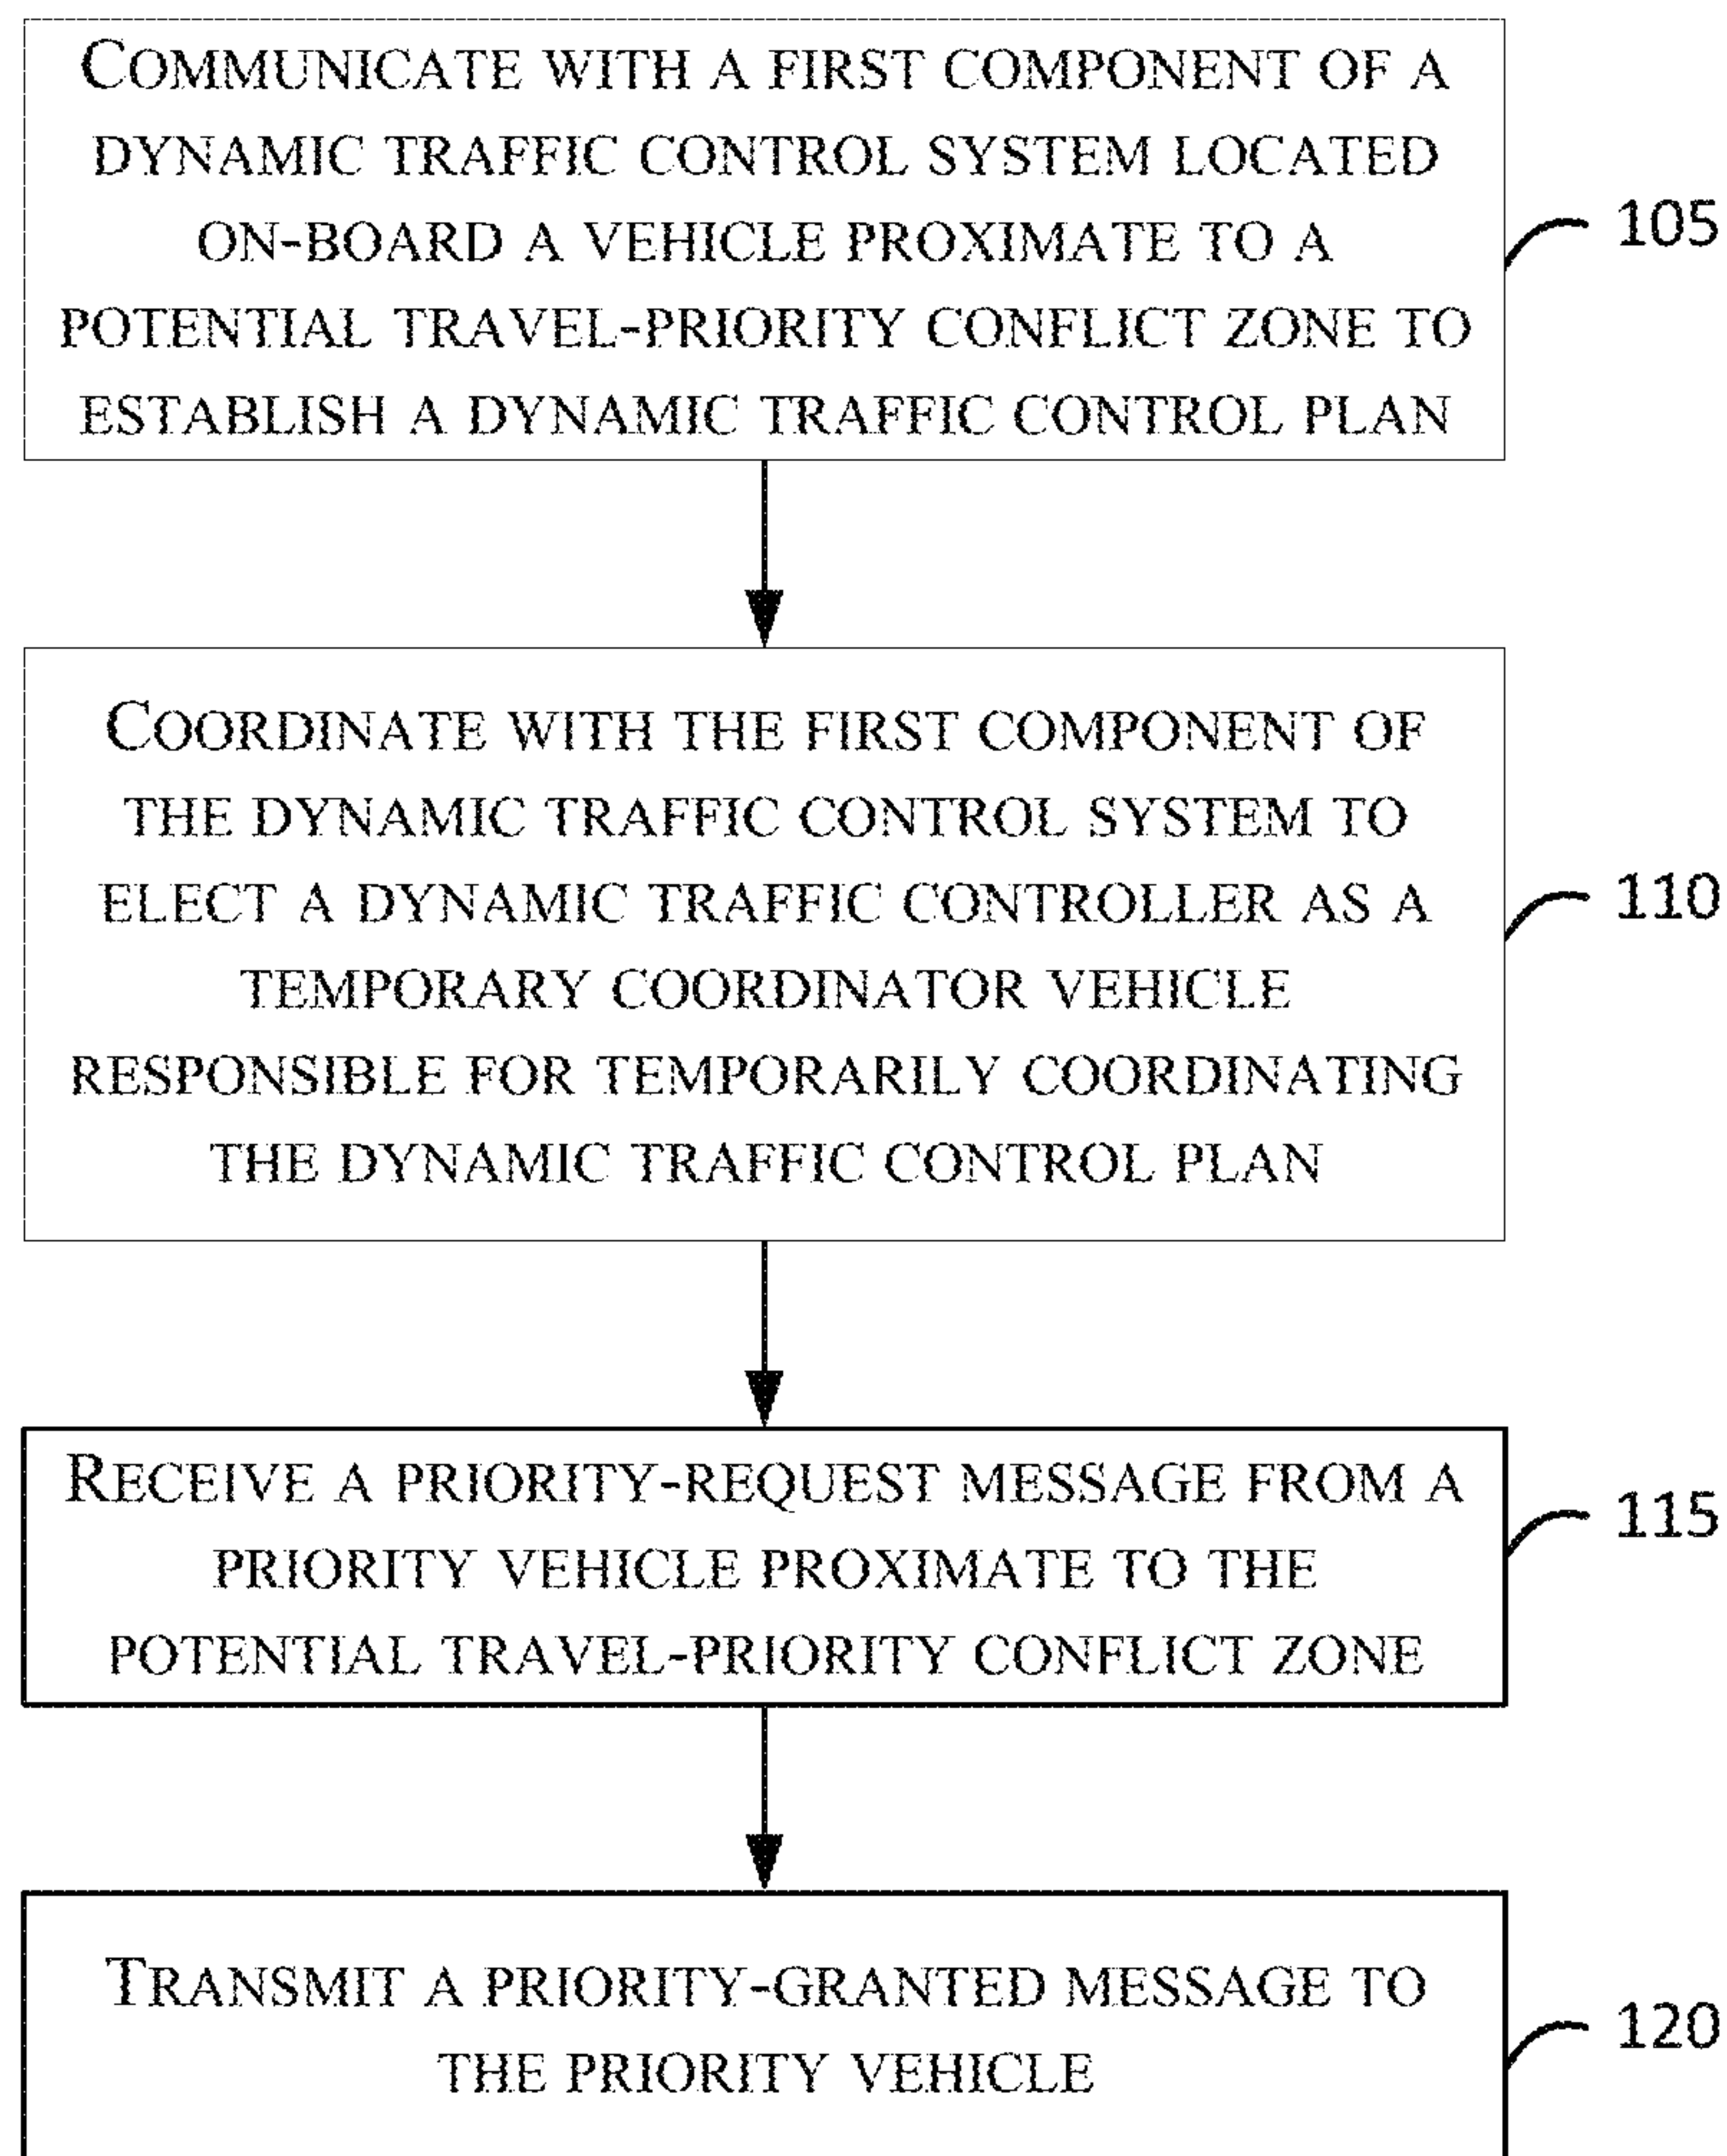 COMMUNICATE WITH A FIRST COMPONENT OF A
DYNAMIC TRAFFIC CONTROL SYSTEM LOCATED
ON-BOARD A VEHICLE PROXIMATE TO A
POTENTIAL TRAVEL-PRIORITY CONFLICT ZONE TO
ESTABLISH A DYNAMIC TRAFFIC CONTROL PLAN
105
COORDINATE WITH THE FIRST COMPONENT OF
THE DYNAMIC TRAFFIC CONTROL SYSTEM TO
ELECT A DYNAMIC TRAFFIC CONTROLLER AS A
TEMPORARY COORDINATOR VEHICLE
RESPONSIBLE FOR TEMPORARILY COORDINATING
THE DYNAMIC TRAFFIC CONTROL PLAN
110
RECEIVE A PRIORITY-REQUEST MESSAGE FROM A
PRIORITY VEHICLE PROXIMATE TO THE
POTENTIAL TRAVEL-PRIORITY CONFLICT ZONE
115
TRANSMIT A PRIORITY-GRANTED MESSAGE TO
THE PRIORITY VEHICLE
120